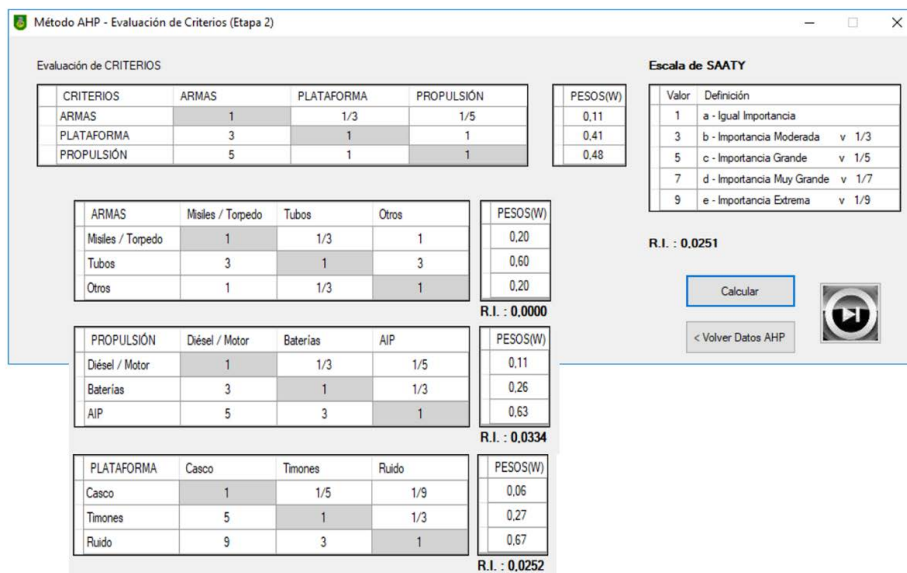 Método AHP - Evaluación de Criterios (Etapa 2)
Evaluación de CRITERIOS
CRITERIOS ARMAS PLATAFORMA PROPULSIÓN PESOS(W)
ARMAS 1 1/3 1/5 0,11
PLATAFORMA 3 1 1 0,41
PROPULSIÓN 5 1 1 0,48
Escala de SAATY
Valor Definición
1 a - Igual Importancia
3 b - Importancia Moderada v 1/3
5 c - Importancia Grande v 1/5
7 d - Importancia Muy Grande v 1/7
9 e - Importancia Extrema v 1/9
R.I. : 0,0251
Calcular
< Volver Datos AHP
ARMAS Misiles / Torpedo Tubos Otros PESOS(W)
Misiles / Torpedo 1 1/3 1 0,20
Tubos 3 1 3 0,60
Otros 1 1/3 1 0,20
R.I. : 0,0000
PROPULSIÓN Diésel / Motor Baterías AIP PESOS(W)
Diésel / Motor 1 1/3 1/5 0,11
Baterías 3 1 1/3 0,26
AIP 5 3 1 0,63
R.I. : 0,0334
PLATAFORMA Casco Timones Ruido PESOS(W)
Casco 1 1/5 1/9 0,06
Timones 5 1 1/3 0,27
Ruido 9 3 1 0,67
R.I. : 0,0252